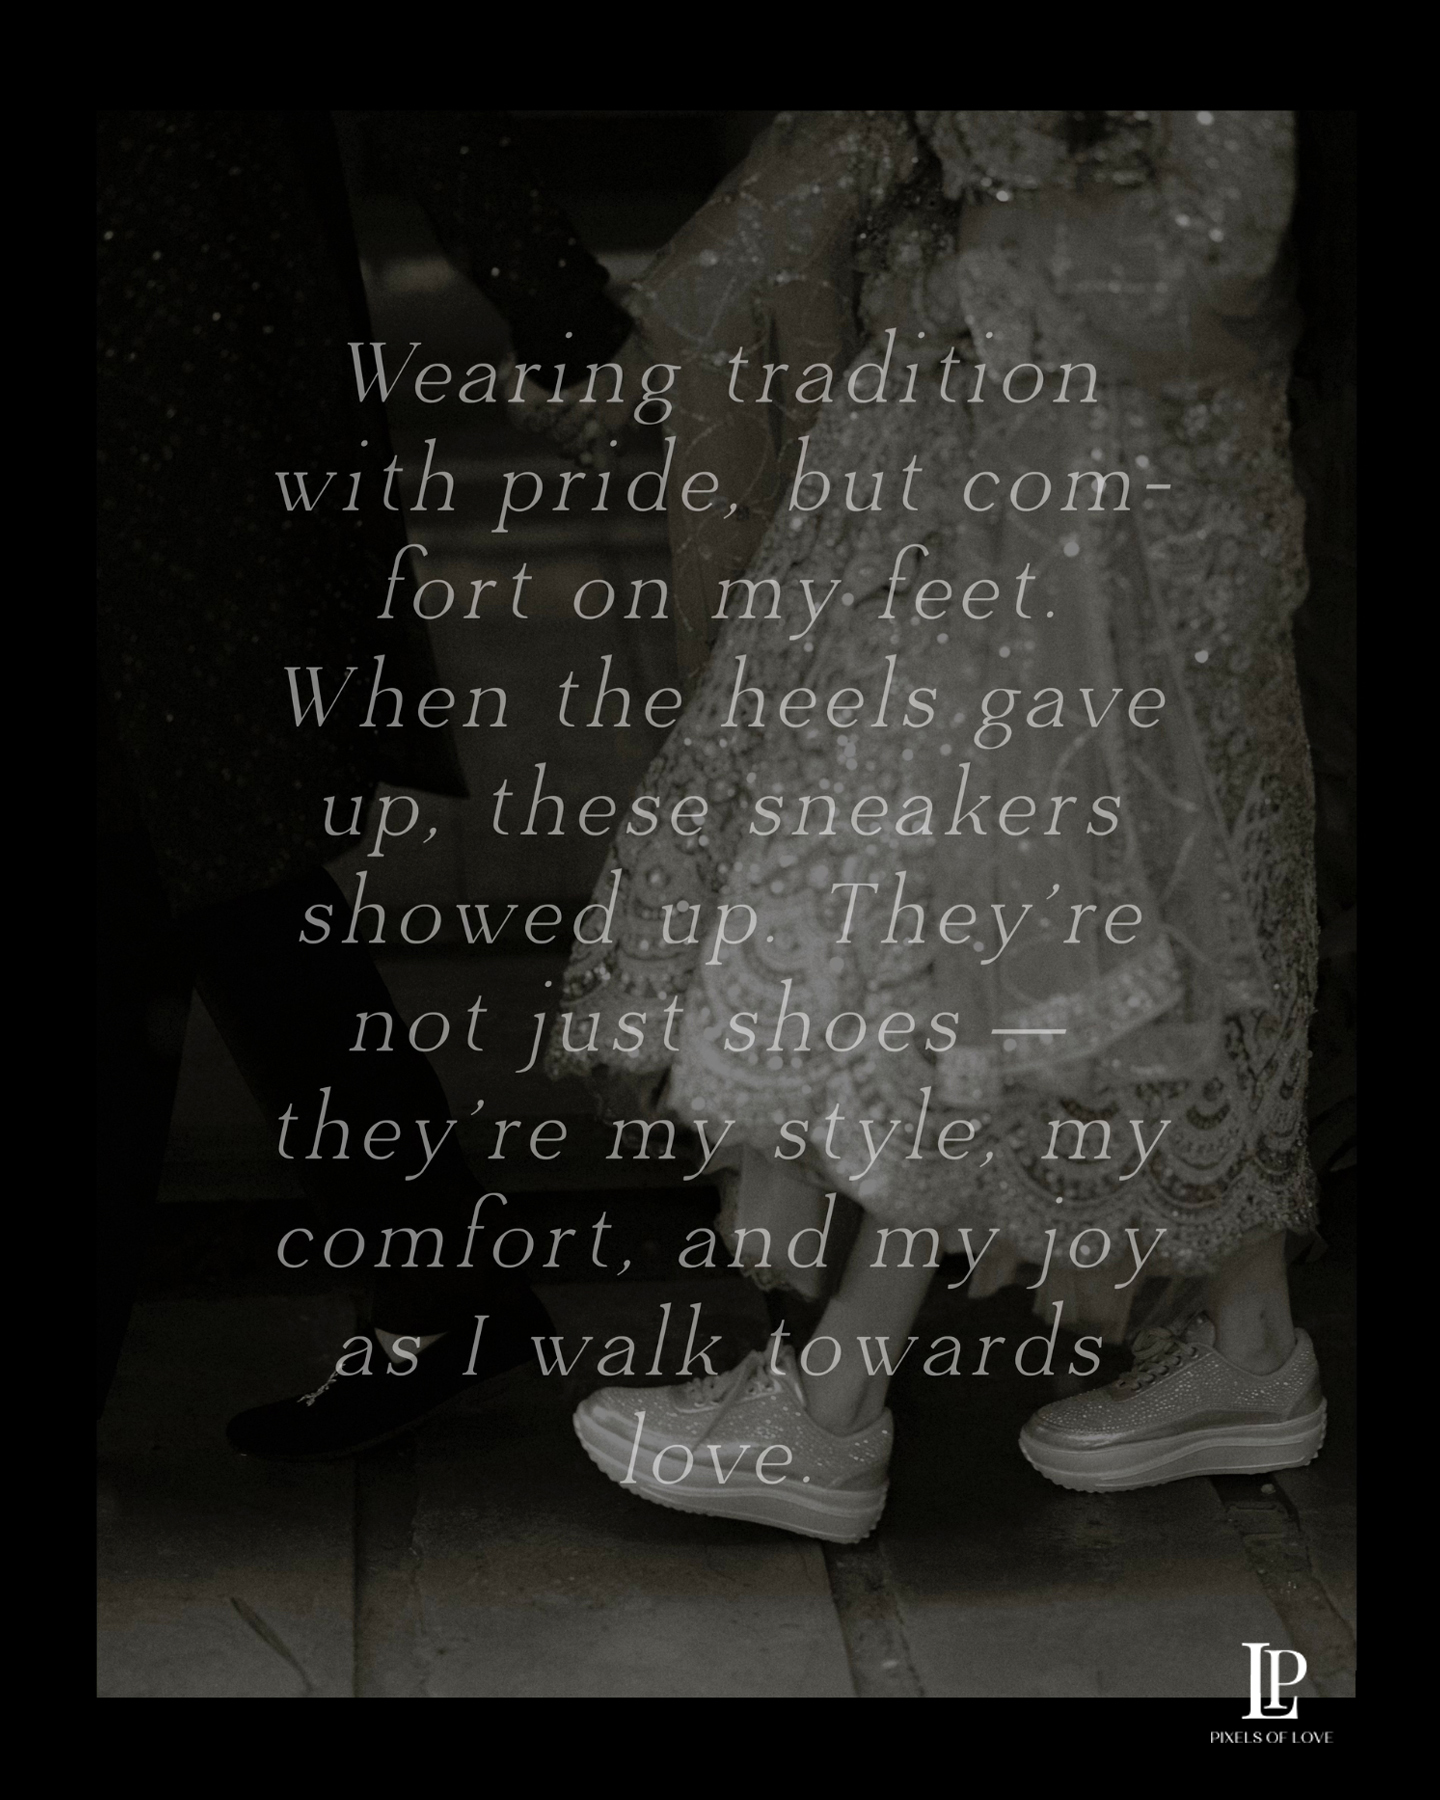 Wearing tradition
with pride, but com-
fort on my feet.
When the heels gave
up, these sneakers
showed up. They’re
not just shoes —
they’re my style, my
comfort, and my joy
as I walk towards
love.
LP
PIXELS OF LOVE